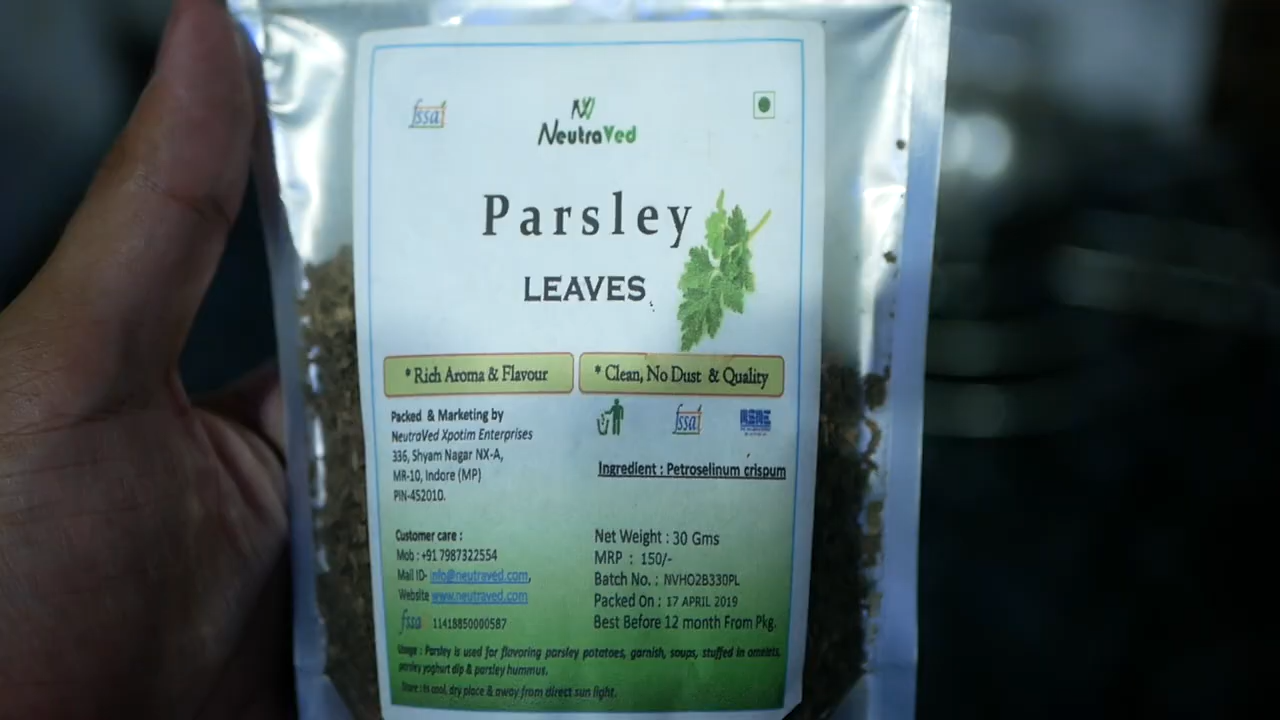 fssai
NeutraVed
Parsley
LEAVES
* Rich Aroma & Flavour
* Clean, No Dust & Quality
Packed & Marketing by
NeutraVed Xpotim Enterprises
336, Shyam Nagar NX-A,
MR-10, Indore (MP)
PIN-452010.
fssai
Ingredient : Petroselinum crispum
Customer care :
Mob : +91 7987322554
Mail ID- info@neutraved.com,
Website www.neutraved.com
fssai 11418850000587
Net Weight : 30 Gms
MRP : 150/-
Batch No. : NVHO2B330PL
Packed On : 17 APRIL 2019
Best Before 12 month From Pkg.
Usage : Parsley is used for flavoring parsley potatoes, garnish, soups, stuffed in omelets,
parsley yoghurt dip & parsley hummus.
Store : In cool, dry place & away from direct sun light.